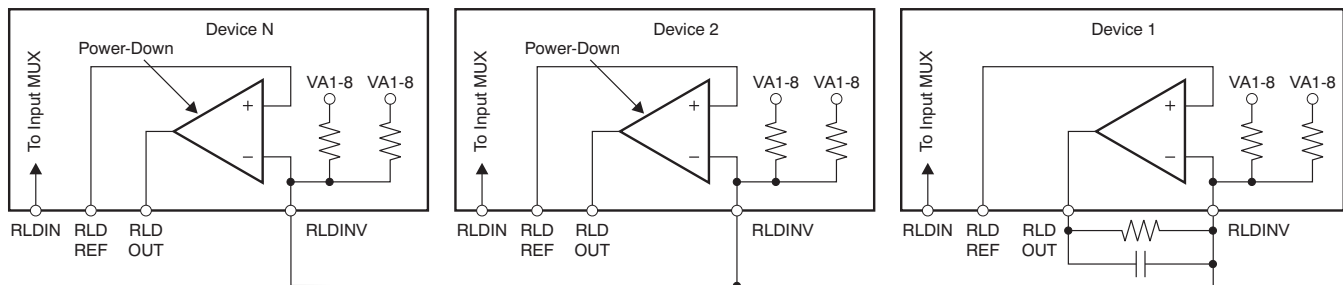 Device N
Power-Down
To Input MUX
VA1-8 VA1-8
+
−
RLDIN RLD REF RLD OUT RLDINV
Device 2
Power-Down
To Input MUX
VA1-8 VA1-8
+
−
RLDIN RLD REF RLD OUT RLDINV
Device 1
To Input MUX
VA1-8 VA1-8
+
−
RLDIN RLD REF RLD OUT RLDINV